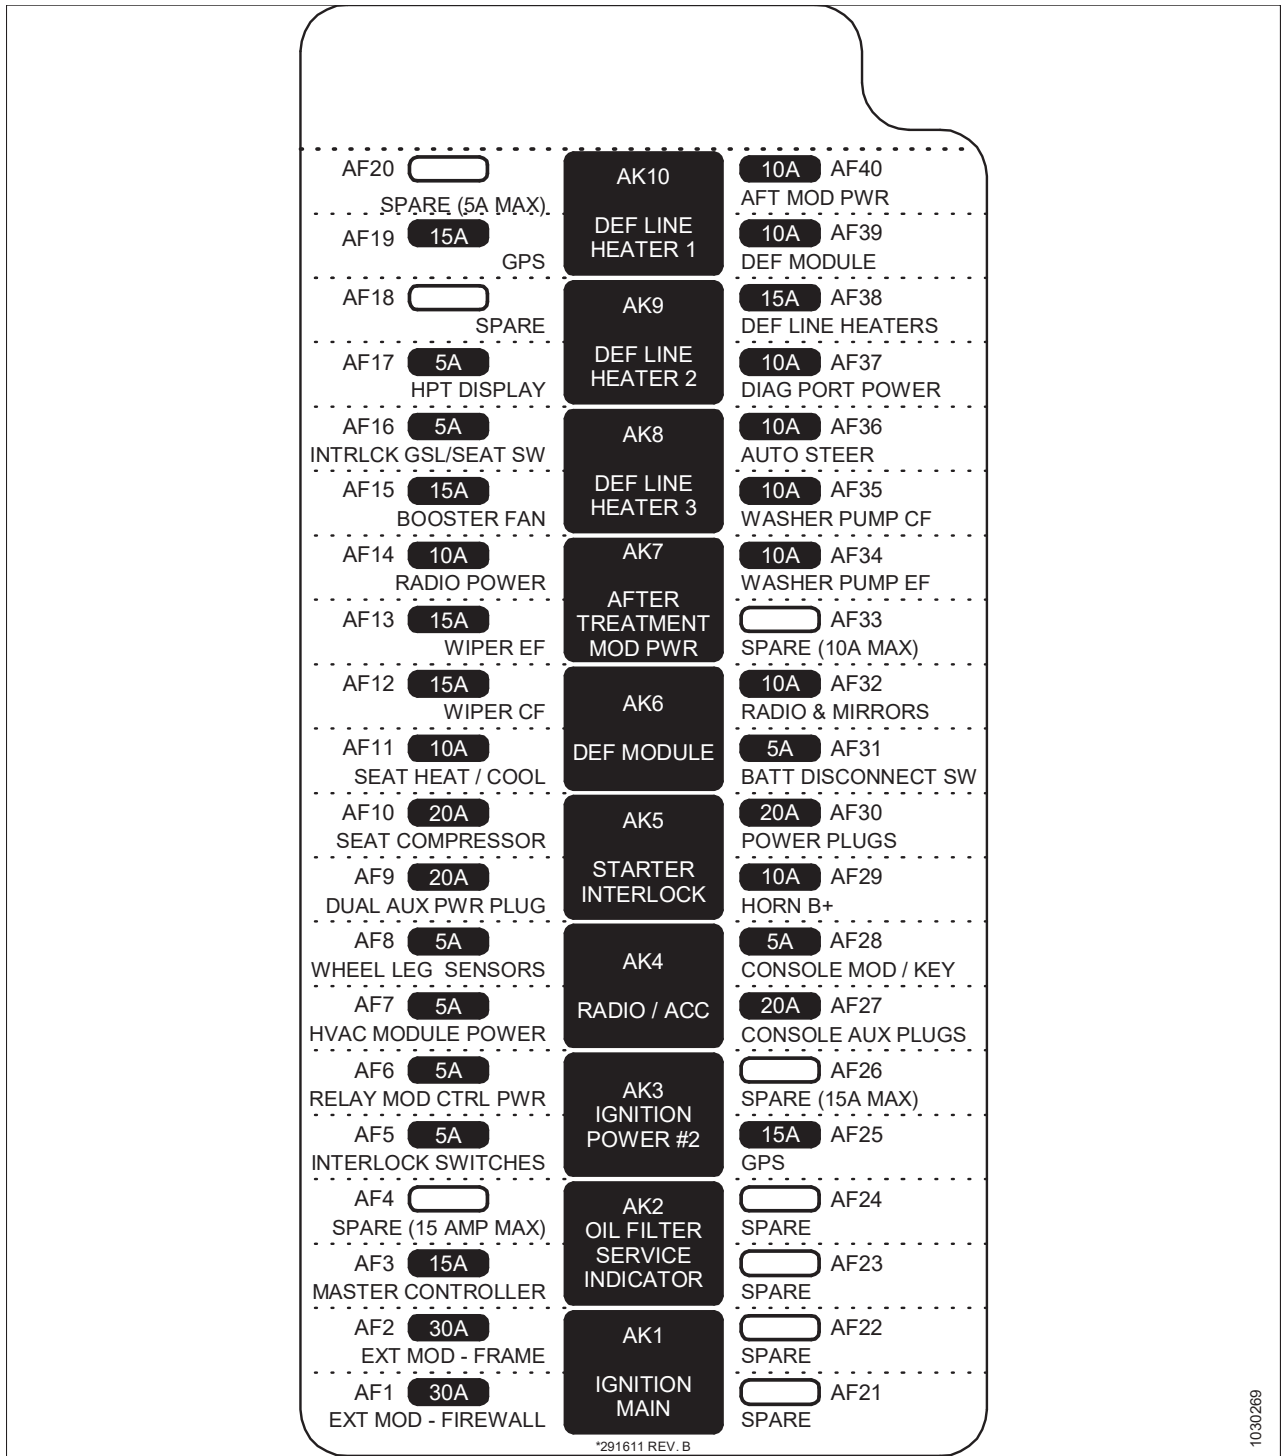 AF20
SPARE (5A MAX)
AF19 15A
GPS
AF18
SPARE
AF17 5A
HPT DISPLAY
AF16 5A
INTRLCK GSL/SEAT SW
AF15 15A
BOOSTER FAN
AF14 10A
RADIO POWER
AF13 15A
WIPER EF
AF12 15A
WIPER CF
AF11 10A
SEAT HEAT / COOL
AF10 20A
SEAT COMPRESSOR
AF9 20A
DUAL AUX PWR PLUG
AF8 5A
WHEEL LEG SENSORS
AF7 5A
HVAC MODULE POWER
AF6 5A
RELAY MOD CTRL PWR
AF5 5A
INTERLOCK SWITCHES
AF4
SPARE (15 AMP MAX)
AF3 15A
MASTER CONTROLLER
AF2 30A
EXT MOD - FRAME
AF1 30A
EXT MOD - FIREWALL
AK10
DEF LINE
HEATER 1
AK9
DEF LINE
HEATER 2
AK8
DEF LINE
HEATER 3
AK7
AFTER
TREATMENT
MOD PWR
AK6
DEF MODULE
AK5
STARTER
INTERLOCK
AK4
RADIO / ACC
AK3
IGNITION
POWER #2
AK2
OIL FILTER
SERVICE
INDICATOR
AK1
IGNITION
MAIN
*291611 REV. B
10A AF40
AFT MOD PWR
10A AF39
DEF MODULE
15A AF38
DEF LINE HEATERS
10A AF37
DIAG PORT POWER
10A AF36
AUTO STEER
10A AF35
WASHER PUMP CF
10A AF34
WASHER PUMP EF
AF33
SPARE (10A MAX)
10A AF32
RADIO & MIRRORS
5A AF31
BATT DISCONNECT SW
20A AF30
POWER PLUGS
10A AF29
HORN B+
5A AF28
CONSOLE MOD / KEY
20A AF27
CONSOLE AUX PLUGS
AF26
SPARE (15A MAX)
15A AF25
GPS
AF24
SPARE
AF23
SPARE
AF22
SPARE
AF21
SPARE
1030269